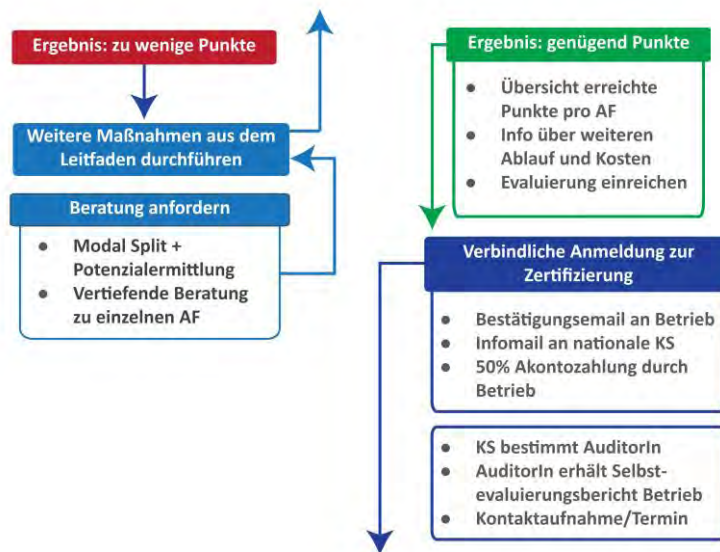 Ergebnis: zu wenige Punkte
Weitere Maßnahmen aus dem
Leitfaden durchführen
Beratung anfordern
● Modal Split +
Potenzialermittlung
● Vertiefende Beratung
zu einzelnen AF
Ergebnis: genügend Punkte
● Übersicht erreichte
Punkte pro AF
● Info über weiteren
Ablauf und Kosten
● Evaluierung einreichen
Verbindliche Anmeldung zur
Zertifizierung
● Bestätigungsemail an Betrieb
● Infomail an nationale KS
● 50% Akontozahlung durch
Betrieb
● KS bestimmt AuditorIn
● AuditorIn erhält Selbst-
evaluierungsbericht Betrieb
● Kontaktaufnahme/Termin